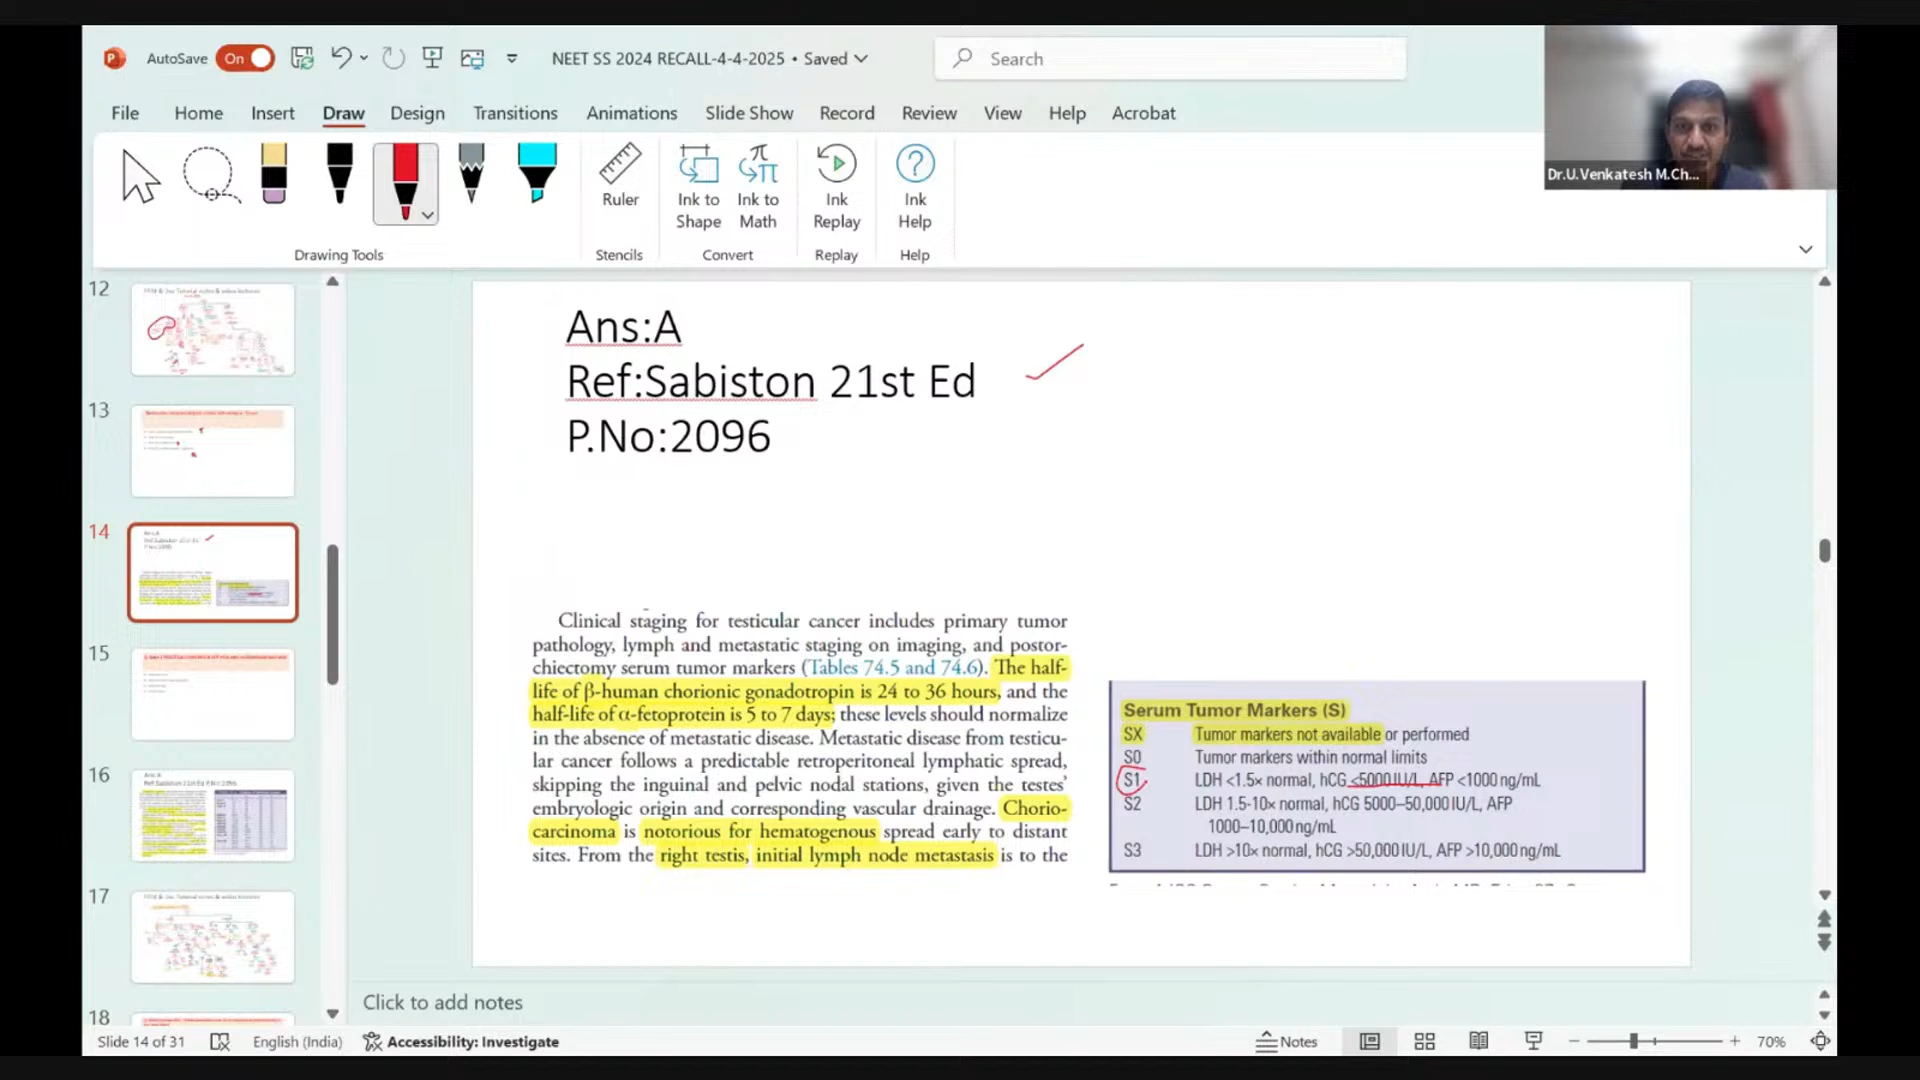 AutoSave On NEET SS 2024 RECALL-4-4-2025 • Saved Search
File Home Insert Draw Design Transitions Animations Slide Show Record Review View Help Acrobat
Dr.U.Venkatesh M.Ch...
Ruler
Ink to Shape
Ink to Math
Ink Replay
Ink Help
Drawing Tools Stencils Convert Replay Help
12
13
14
15
16
17
18
Ans:A
Ref:Sabiston 21st Ed
P.No:2096
Clinical staging for testicular cancer includes primary tumor
pathology, lymph and metastatic staging on imaging, and postor-
chiectomy serum tumor markers (Tables 74.5 and 74.6). The half-
life of β-human chorionic gonadotropin is 24 to 36 hours, and the
half-life of α-fetoprotein is 5 to 7 days; these levels should normalize
in the absence of metastatic disease. Metastatic disease from testicu-
lar cancer follows a predictable retroperitoneal lymphatic spread,
skipping the inguinal and pelvic nodal stations, given the testes'
embryologic origin and corresponding vascular drainage. Chorio-
carcinoma is notorious for hematogenous spread early to distant
sites. From the right testis, initial lymph node metastasis is to the
Serum Tumor Markers (S)
SX Tumor markers not available or performed
S0 Tumor markers within normal limits
S1 LDH <1.5× normal, hCG <5000 IU/L, AFP <1000 ng/mL
S2 LDH 1.5-10× normal, hCG 5000–50,000 IU/L, AFP
1000–10,000 ng/mL
S3 LDH >10× normal, hCG >50,000 IU/L, AFP >10,000 ng/mL
Click to add notes
Slide 14 of 31 English (India) Accessibility: Investigate Notes 70%